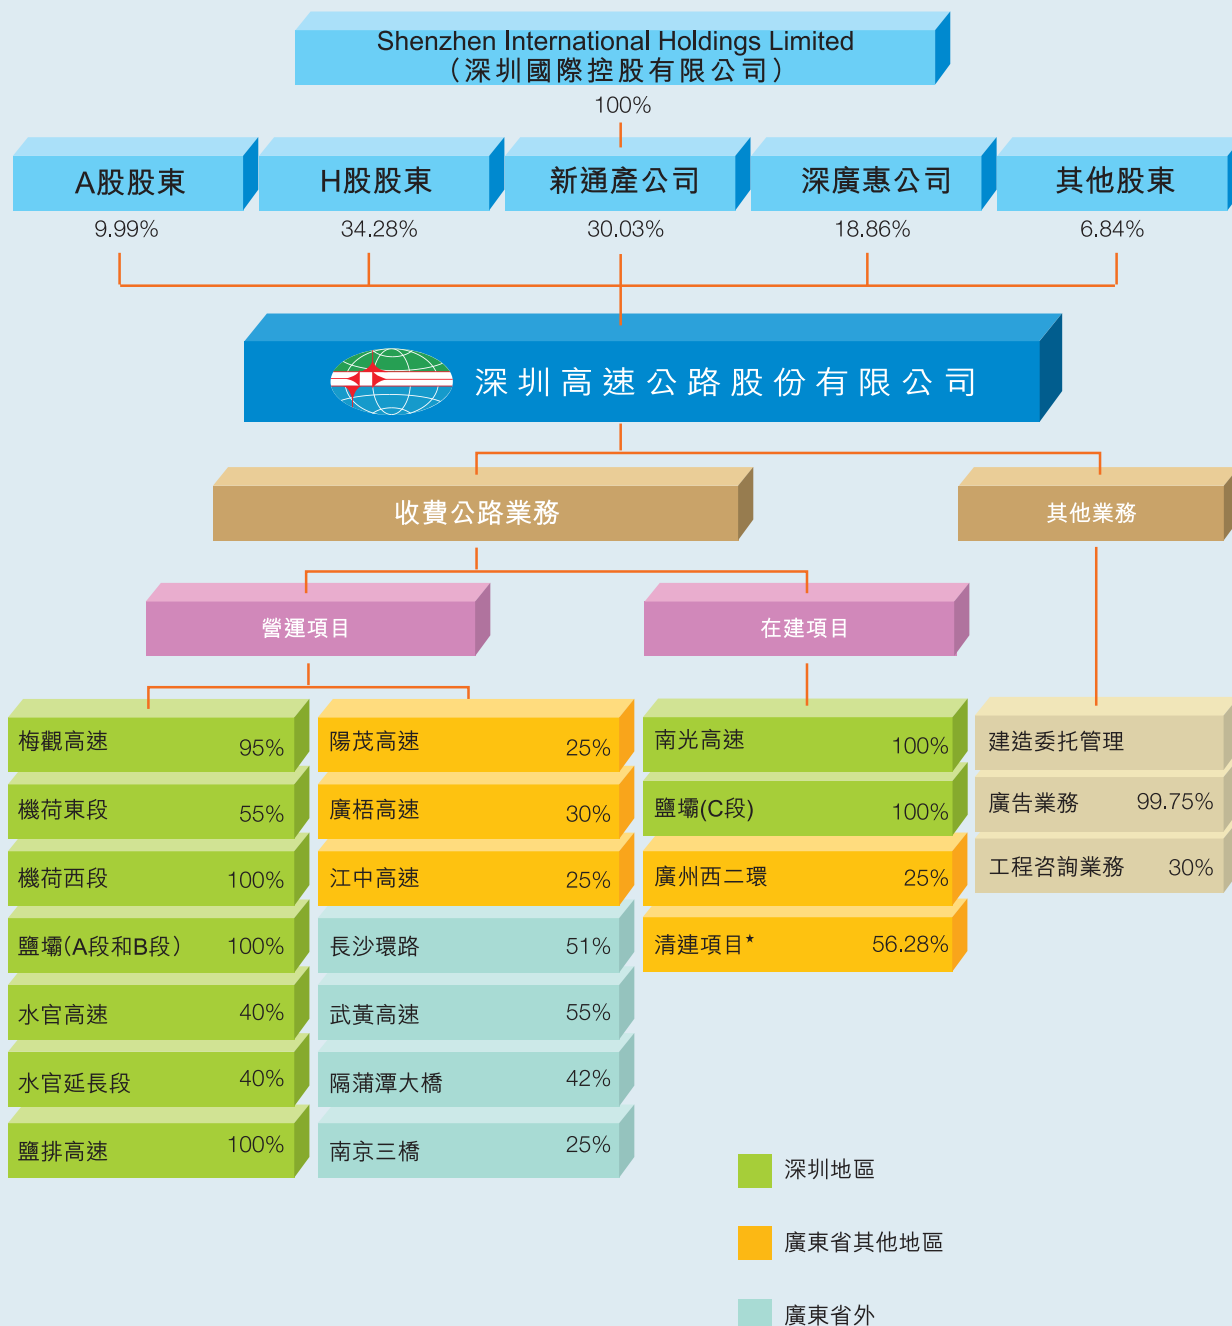 Shenzhen International Holdings Limited
（深圳國際控股有限公司）
100%
A股股東
H股股東
新通產公司
深廣惠公司
其他股東
9.99%
34.28%
30.03%
18.86%
6.84%
深圳高速公路股份有限公司
收費公路業務
其他業務
營運項目
在建項目
梅觀高速 95%
機荷東段 55%
機荷西段 100%
鹽壩(A段和B段） 100%
水官高速 40%
水官延長段 40%
鹽排高速 100%
陽茂高速 25%
廣梧高速 30%
江中高速 25%
長沙環路 51%
武黃高速 55%
隔蒲潭大橋 42%
南京三橋 25%
南光高速 100%
鹽壩(C段) 100%
廣州西二環 25%
清連項目★ 56.28%
建造委托管理
廣告業務 99.75%
工程咨詢業務 30%
深圳地區
廣東省其他地區
廣東省外